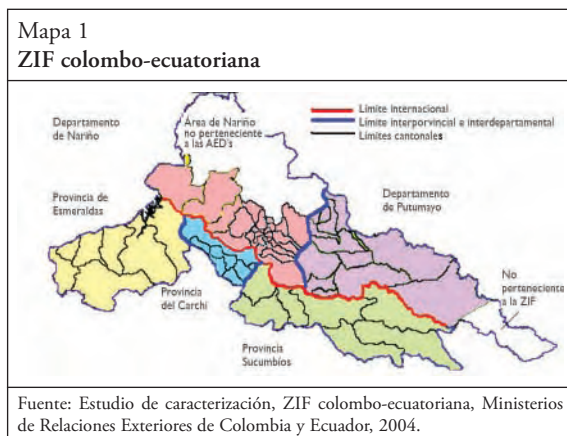 Mapa 1
ZIF colombo-ecuatoriana
Departamento
de Nariño
Área de Nariño
no perteneciente
a las AED's
Límite internacional
Límite interporvincial e interdepartamental
Límites cantonales
Provincia de
Esmeraldas
Departamento
de Putumayo
Provincia
del Carchi
Provincia
Sucumbíos
No
perteneciente
a la ZIF
Fuente: Estudio de caracterización, ZIF colombo-ecuatoriana, Ministerios
de Relaciones Exteriores de Colombia y Ecuador, 2004.